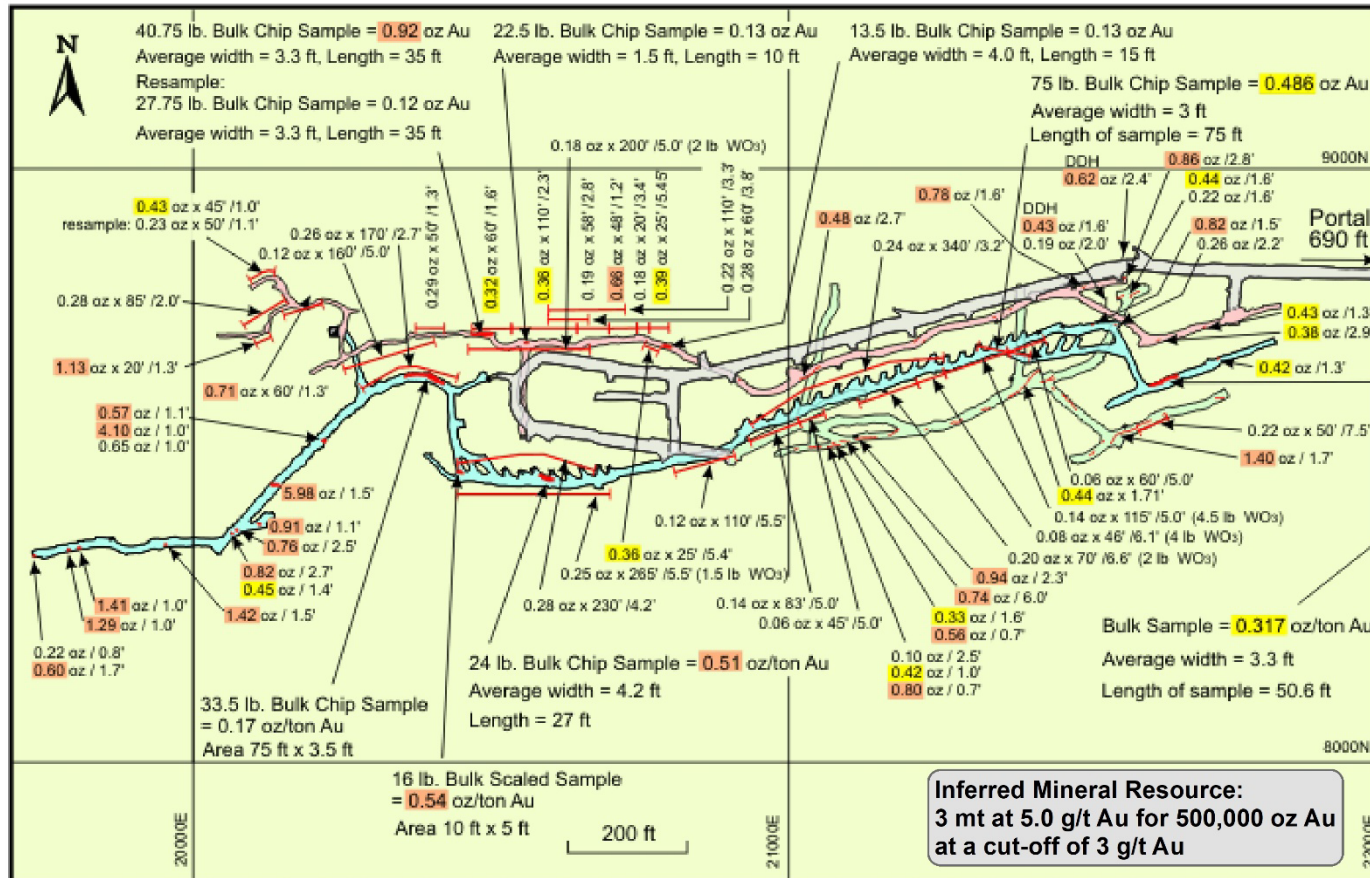 N
40.75 lb. Bulk Chip Sample = 0.92 oz Au
Average width = 3.3 ft, Length = 35 ft
Resample:
27.75 lb. Bulk Chip Sample = 0.12 oz Au
Average width = 3.3 ft, Length = 35 ft
22.5 lb. Bulk Chip Sample = 0.13 oz Au
Average width = 1.5 ft, Length = 10 ft
13.5 lb. Bulk Chip Sample = 0.13 oz Au
Average width = 4.0 ft, Length = 15 ft
75 lb. Bulk Chip Sample = 0.486 oz Au
Average width = 3 ft
Length of sample = 75 ft
9000N
0.18 oz x 200' /5.0' (2 lb WO₃)
DDH
0.62 oz /2.4'
0.86 oz /2.8'
0.44 oz /1.6'
0.22 oz /1.6'
0.43 oz x 45' /1.0'
resample: 0.23 oz x 50' /1.1'
0.26 oz x 170' /2.7'
0.12 oz x 160' /5.0'
0.29 oz x 50' /1.3'
0.32 oz x 60' /1.6'
0.36 oz x 110' /2.3'
0.19 oz x 58' /2.8'
0.66 oz x 48' /1.2'
0.18 oz x 20' /3.4'
0.39 oz x 25' /5.45'
0.22 oz x 110' /3.3'
0.28 oz x 60' /3.8'
0.48 oz /2.7'
0.78 oz /1.6'
0.24 oz x 340' /3.2'
DDH
0.43 oz /1.6'
0.19 oz /2.0'
0.82 oz /1.5'
0.26 oz /2.2'
Portal
690 ft
0.28 oz x 85' /2.0'
1.13 oz x 20' /1.3'
0.71 oz x 60' /1.3'
0.43 oz /1.3
0.38 oz /2.9
0.42 oz /1.3'
0.57 oz / 1.1'
4.10 oz / 1.0'
0.65 oz / 1.0'
0.22 oz x 50' /7.5'
1.40 oz / 1.7'
5.98 oz / 1.5'
0.91 oz / 1.1'
0.76 oz / 2.5'
0.82 oz / 2.7'
0.45 oz / 1.4'
1.42 oz / 1.5'
1.41 oz / 1.0'
1.29 oz / 1.0'
0.22 oz / 0.8'
0.60 oz / 1.7'
0.12 oz x 110' /5.5'
0.36 oz x 25' /5.4'
0.25 oz x 265' /5.5' (1.5 lb WO₃)
0.28 oz x 230' /4.2'
0.06 oz x 60' /5.0'
0.44 oz x 1.71'
0.14 oz x 115' /5.0' (4.5 lb WO₃)
0.08 oz x 46' /6.1' (4 lb WO₃)
0.20 oz x 70' /6.6' (2 lb WO₃)
0.94 oz / 2.3'
0.74 oz / 6.0'
0.14 oz x 83' /5.0'
0.06 oz x 45' /5.0'
0.33 oz / 1.6'
0.56 oz / 0.7'
0.10 oz / 2.5'
0.42 oz / 1.0'
0.80 oz / 0.7'
Bulk Sample = 0.317 oz/ton Au
Average width = 3.3 ft
Length of sample = 50.6 ft
24 lb. Bulk Chip Sample = 0.51 oz/ton Au
Average width = 4.2 ft
Length = 27 ft
33.5 lb. Bulk Chip Sample
= 0.17 oz/ton Au
Area 75 ft x 3.5 ft
8000N
16 lb. Bulk Scaled Sample
= 0.54 oz/ton Au
Area 10 ft x 5 ft
200 ft
20000E
21000E
22000E
Inferred Mineral Resource:
3 mt at 5.0 g/t Au for 500,000 oz Au
at a cut-off of 3 g/t Au